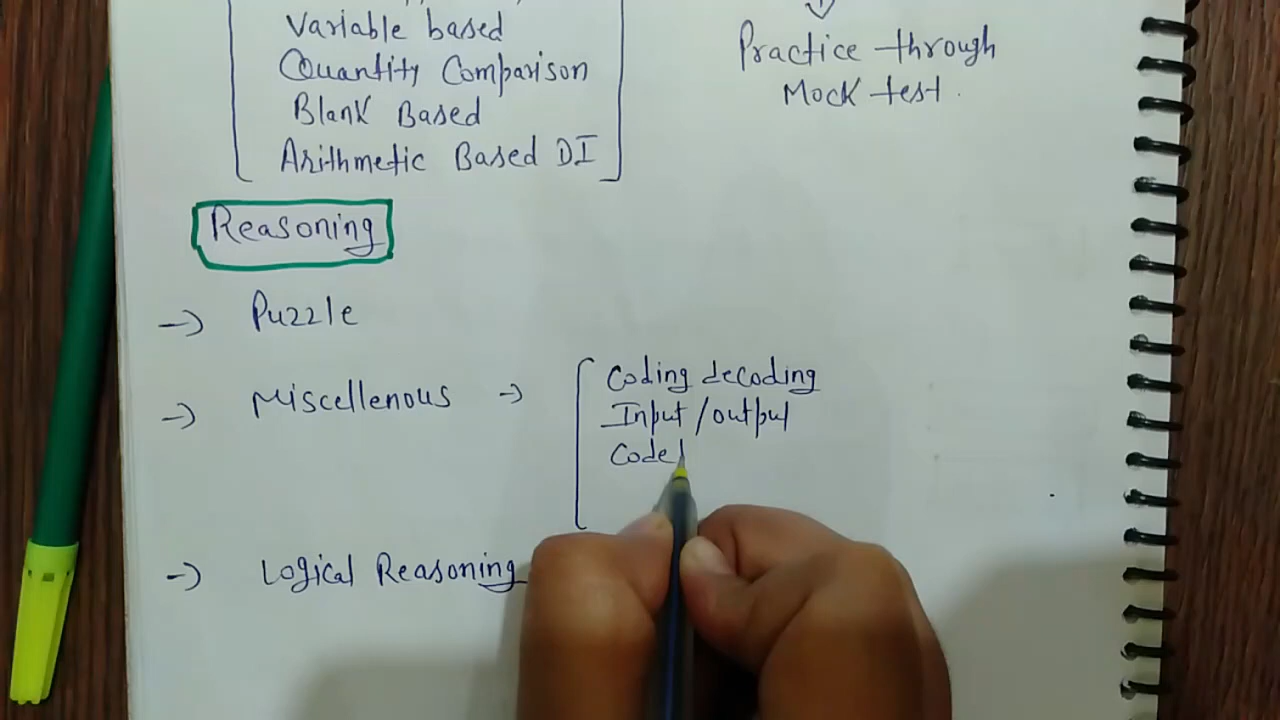 Variable based
Quantity Comparison
Blank Based
Arithmetic Based DI
Practice through
Mock test.
Reasoning
→ Puzzle
→ Miscellenous →
Coding decoding
Input/output
Code
→ Logical Reasoning